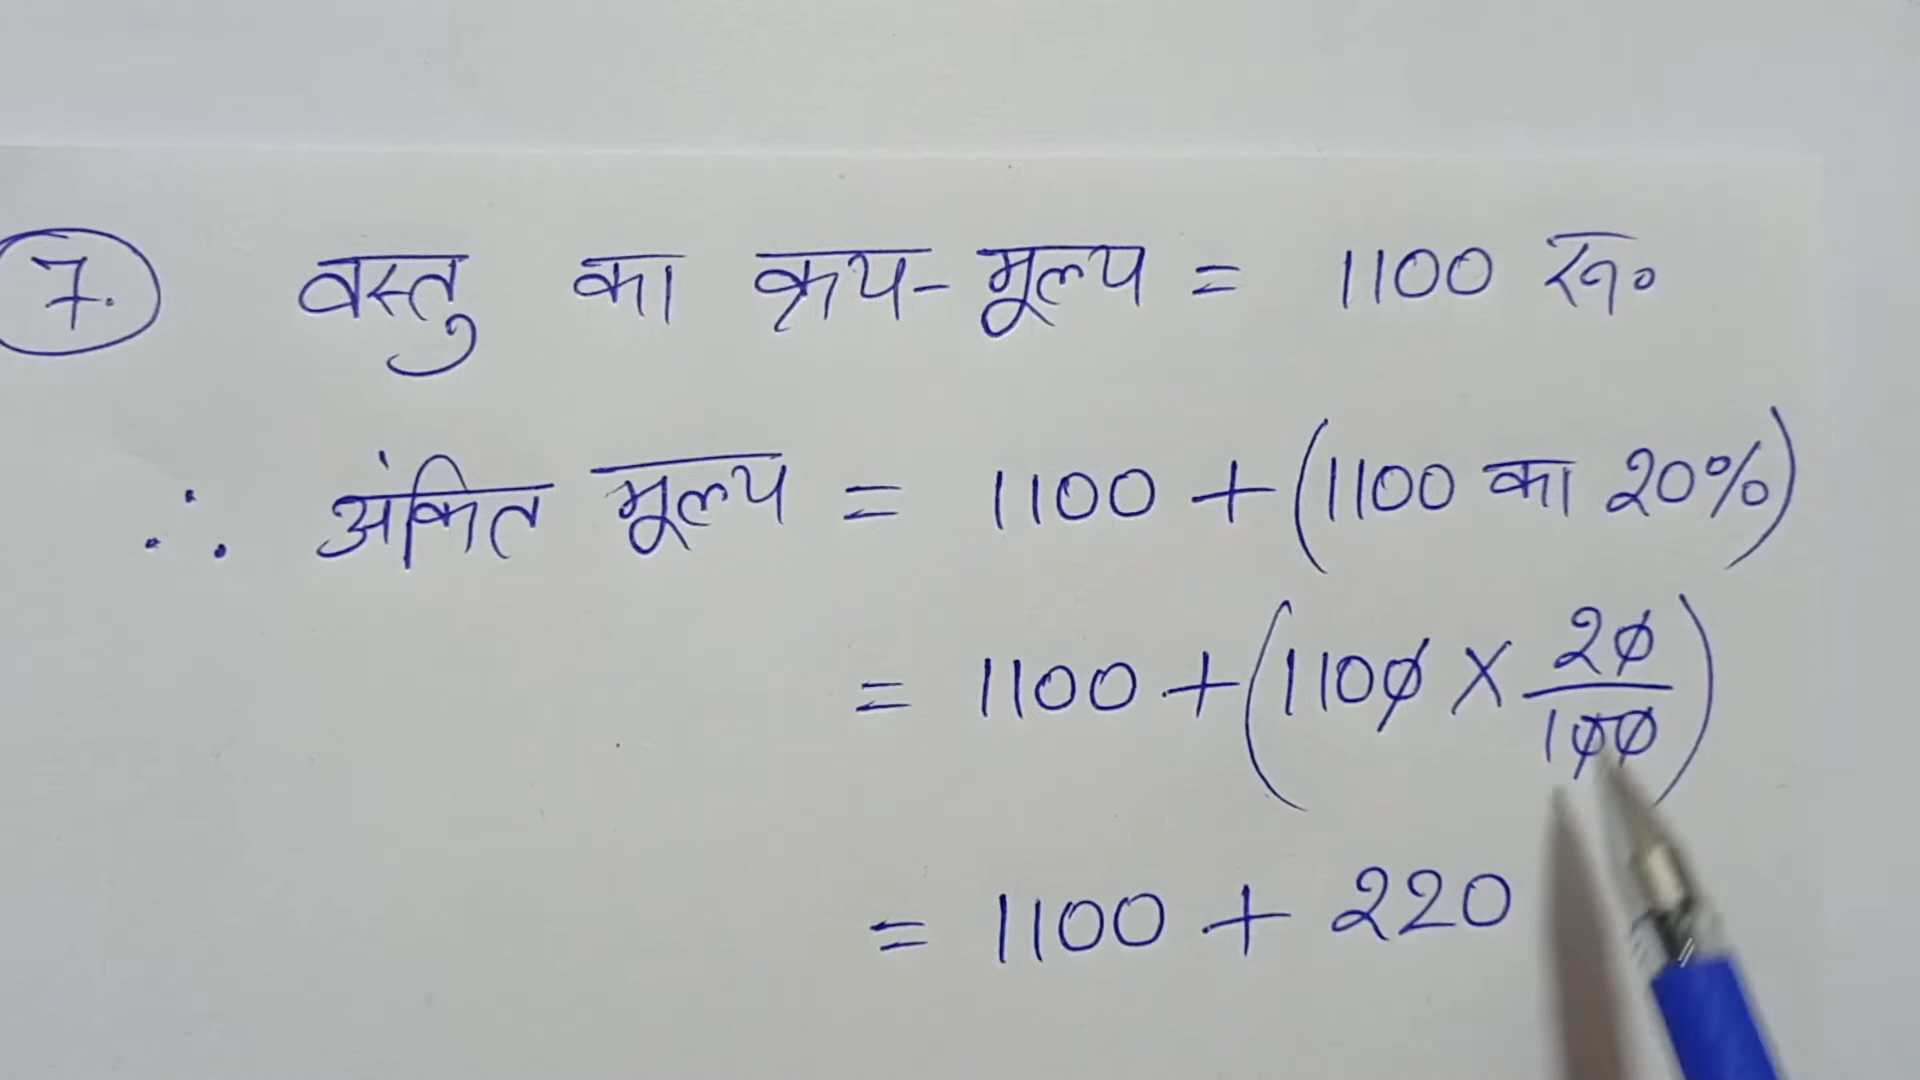 7. वस्तु का क्रय-मूल्य = 1100 रू०
∴ अंकित मूल्य = 1100 + (1100 का 20%)
= 1100 + (1100 × 20/100)
= 1100 + 220